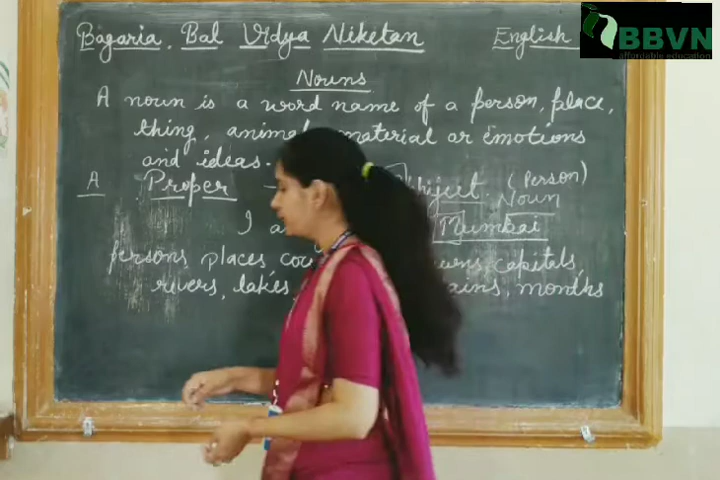 Bagaria Bal Vidya Niketan English
BBVN
affordable education
Nouns
A noun is a word name of a person, place,
thing, animal material or emotions
and ideas.
A Proper (Person)
Noun
I Mumbai
persons places capitals,
rivers, lakes, months